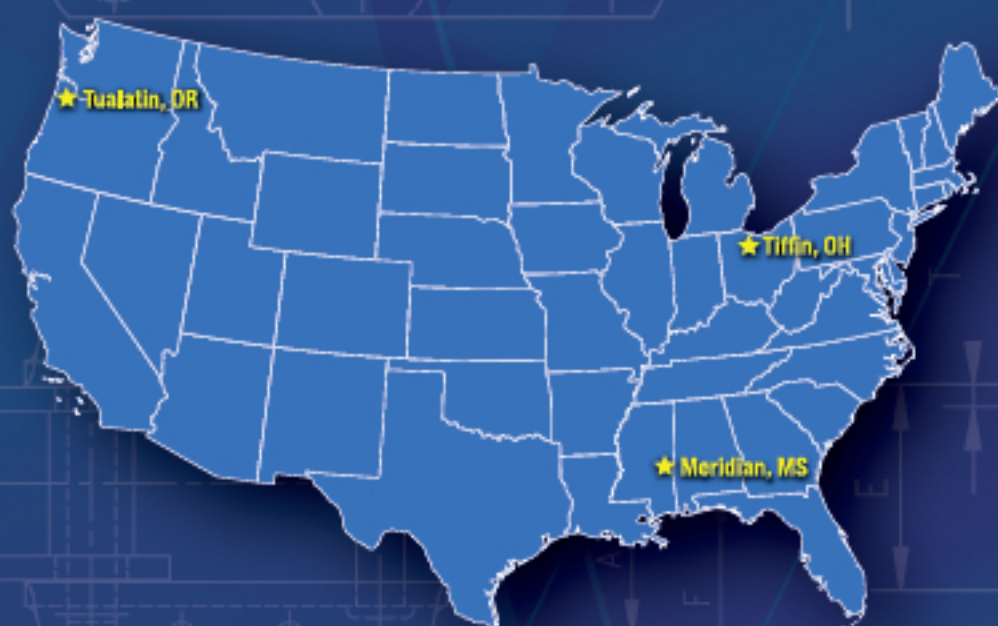 Tualatin, OR
Tiffin, OH
Meridian, MS
E
A
F